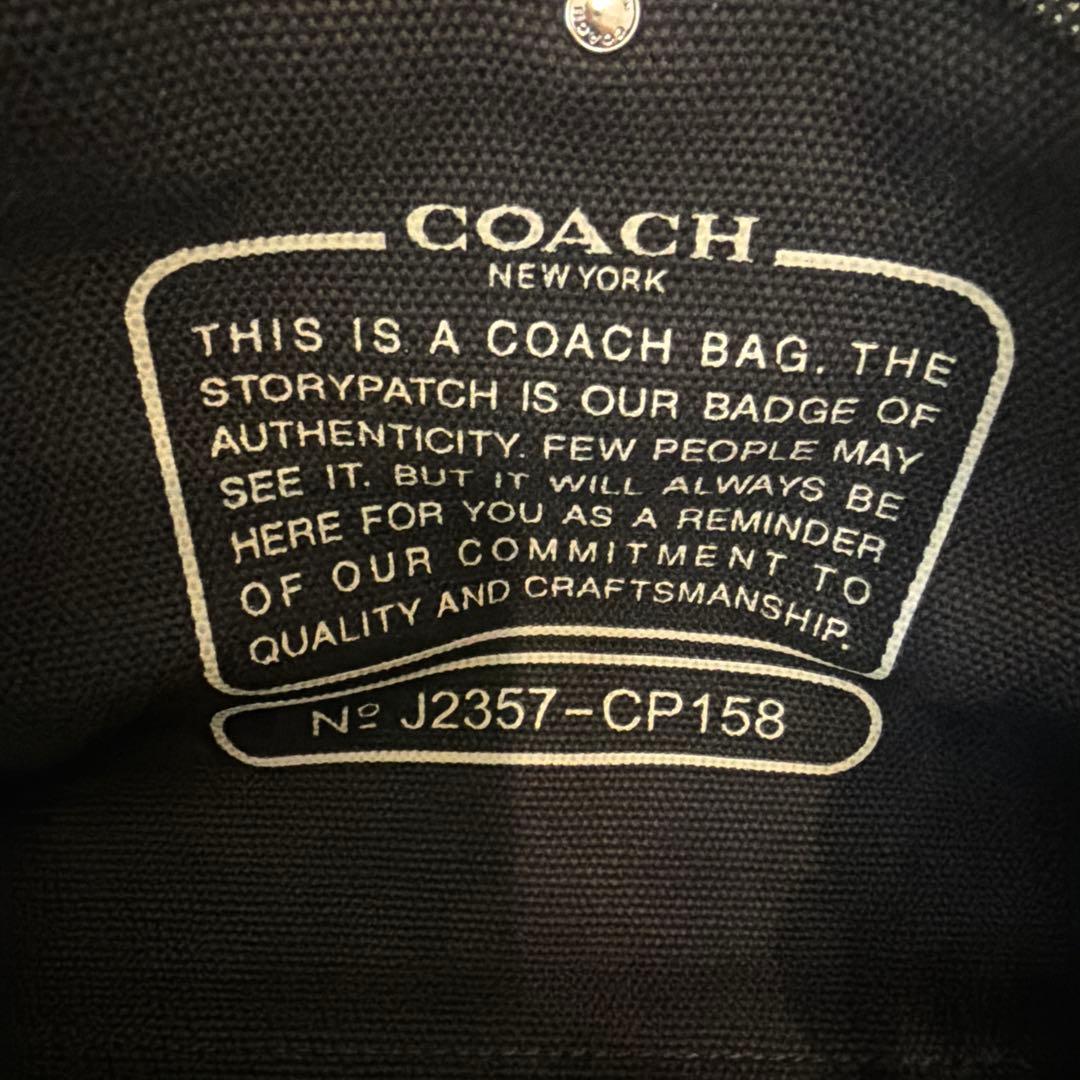 COACH
NEW YORK
THIS IS A COACH BAG. THE
STORYPATCH IS OUR BADGE OF
AUTHENTICITY. FEW PEOPLE MAY
SEE IT. BUT IT WILL ALWAYS BE
HERE FOR YOU AS A REMINDER
OF OUR COMMITMENT TO
QUALITY AND CRAFTSMANSHIP.
Nº J2357-CP158